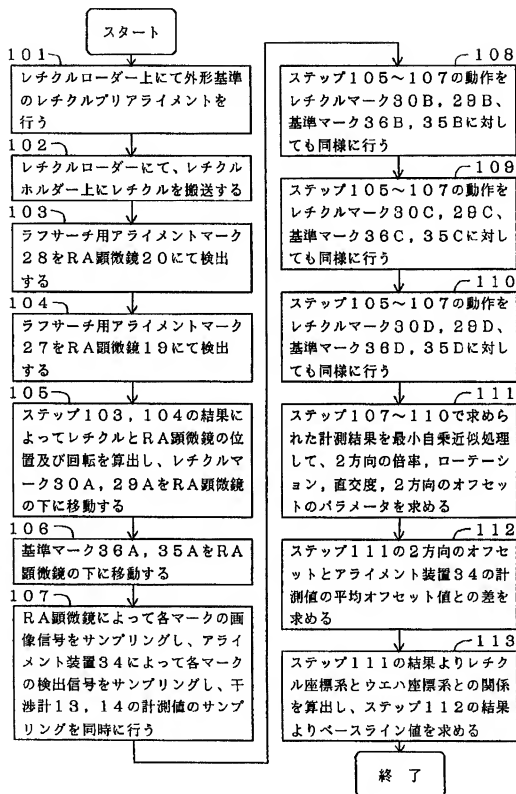 スタート
101
レチクルローダー上にて外形基準
のレチクルプリアライメントを
行う
102
レチクルローダーにて、レチクル
ホルダー上にレチクルを搬送する
103
ラフサーチ用アライメントマーク
28をRA顕微鏡20にて検出
する
104
ラフサーチ用アライメントマーク
27をRA顕微鏡19にて検出
する
105
ステップ103,104の結果に
よってレチクルとRA顕微鏡の位
置及び回転を算出し、レチクルマ
ーク30A,29AをRA顕微鏡
の下に移動する
106
基準マーク36A,35AをRA
顕微鏡の下に移動する
107
RA顕微鏡によって各マークの画
像信号をサンプリングし、アライ
メント装置34によって各マーク
の検出信号をサンプリングし、干
渉計13,14の計測値のサンプ
リングを同時に行う
108
ステップ105～107の動作を
レチクルマーク30B,29B、
基準マーク36B,35Bに対し
ても同様に行う
109
ステップ105～107の動作を
レチクルマーク30C,29C、
基準マーク36C,35Cに対し
ても同様に行う
110
ステップ105～107の動作を
レチクルマーク30D,29D、
基準マーク36D,35Dに対し
ても同様に行う
111
ステップ107～110で求めら
れた計測結果を最小自乗近似処理
して、2方向の倍率,ローテーシ
ョン,直交度,2方向のオフセッ
トのパラメータを求める
112
ステップ111の2方向のオフセ
ットとアライメント装置34の計
測値の平均オフセット値との差を
求める
113
ステップ111の結果よりレチク
ル座標系とウエハ座標系との関係
を算出し、ステップ112の結果
よりベースライン値を求める
終了